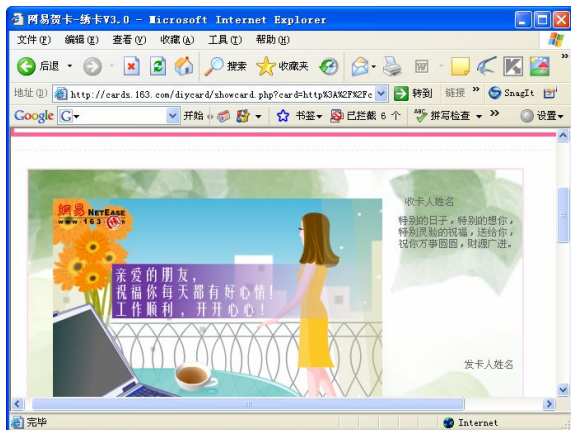 网易贺卡-绣卡V3.0 - Microsoft Internet Explorer
文件(F) 编辑(E) 查看(V) 收藏(A) 工具(T) 帮助(H)
后退 搜索 收藏夹
地址(D) http://cards.163.com/diycard/showcard.php?card=http%3A%2F%2Fc 转到 链接 » SnagIt
Google G 开始 书签 已拦截 6 个 拼写检查 » 设置
收卡人姓名
特别的日子，特别的想你，
特别灵验的祝福，送给你，
祝你万事圆圆，财源广进。
網易 NETEASE
www.163.com
亲爱的朋友，
祝福你每天都有好心情！
工作顺利，开开心心！
发卡人姓名
完毕 Internet